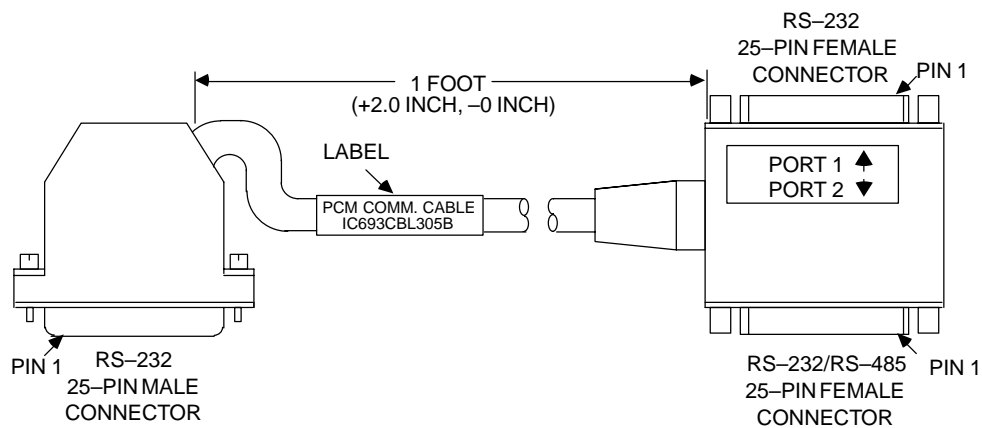 RS–232
25–PIN FEMALE
CONNECTOR
PIN 1
1 FOOT
(+2.0 INCH, –0 INCH)
LABEL
PCM COMM. CABLE
IC693CBL305B
PORT 1
PORT 2
PIN 1
RS–232
25–PIN MALE
CONNECTOR
RS–232/RS–485
25–PIN FEMALE
CONNECTOR
PIN 1